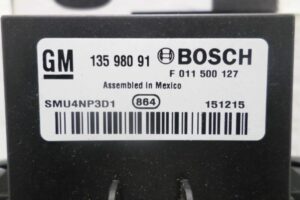 GM 135 980 91 BOSCH
F 011 500 127
Assembled in Mexico
SMU4NP3D1 864 151215